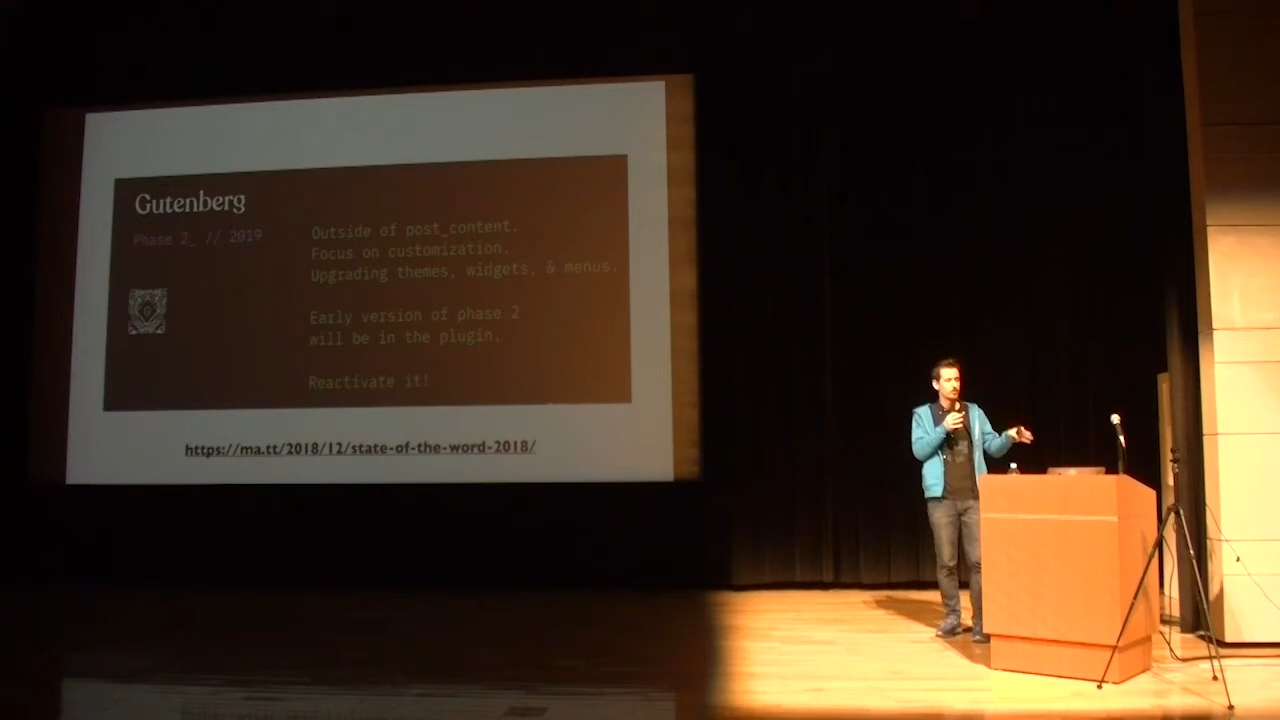 Gutenberg
Phase 2_ // 2019
Outside of post_content.
Focus on customization.
Upgrading themes, widgets, & menus.
Early version of phase 2
will be in the plugin.
Reactivate it!
https://ma.tt/2018/12/state-of-the-word-2018/